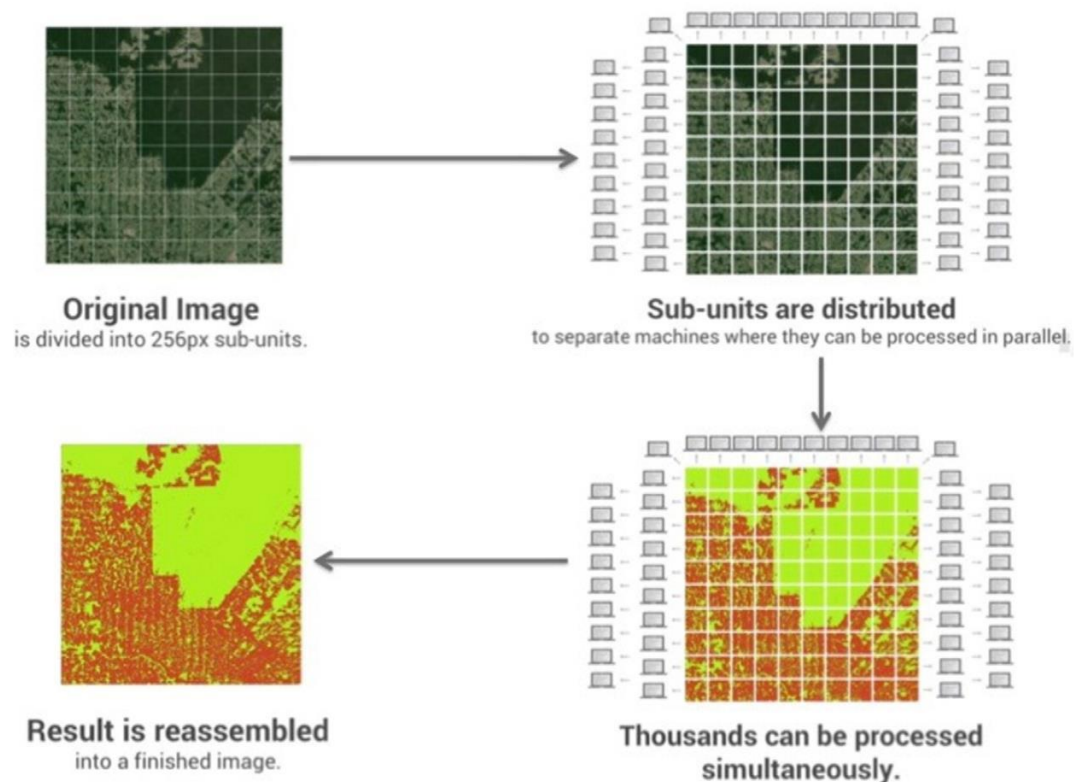 Original Image
is divided into 256px sub-units.
Sub-units are distributed
to separate machines where they can be processed in parallel.
Thousands can be processed
simultaneously.
Result is reassembled
into a finished image.